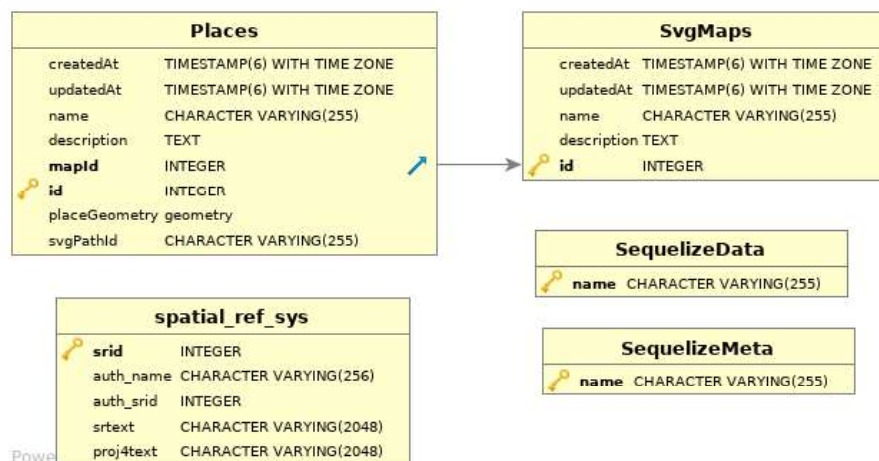 Places
createdAt TIMESTAMP(6) WITH TIME ZONE
updatedAt TIMESTAMP(6) WITH TIME ZONE
name CHARACTER VARYING(255)
description TEXT
mapId INTEGER
id INTEGER
placeGeometry geometry
svgPathId CHARACTER VARYING(255)
SvgMaps
createdAt TIMESTAMP(6) WITH TIME ZONE
updatedAt TIMESTAMP(6) WITH TIME ZONE
name CHARACTER VARYING(255)
description TEXT
id INTEGER
SequelizeData
name CHARACTER VARYING(255)
spatial_ref_sys
srid INTEGER
auth_name CHARACTER VARYING(256)
auth_srid INTEGER
srtext CHARACTER VARYING(2048)
proj4text CHARACTER VARYING(2048)
SequelizeMeta
name CHARACTER VARYING(255)
Powe